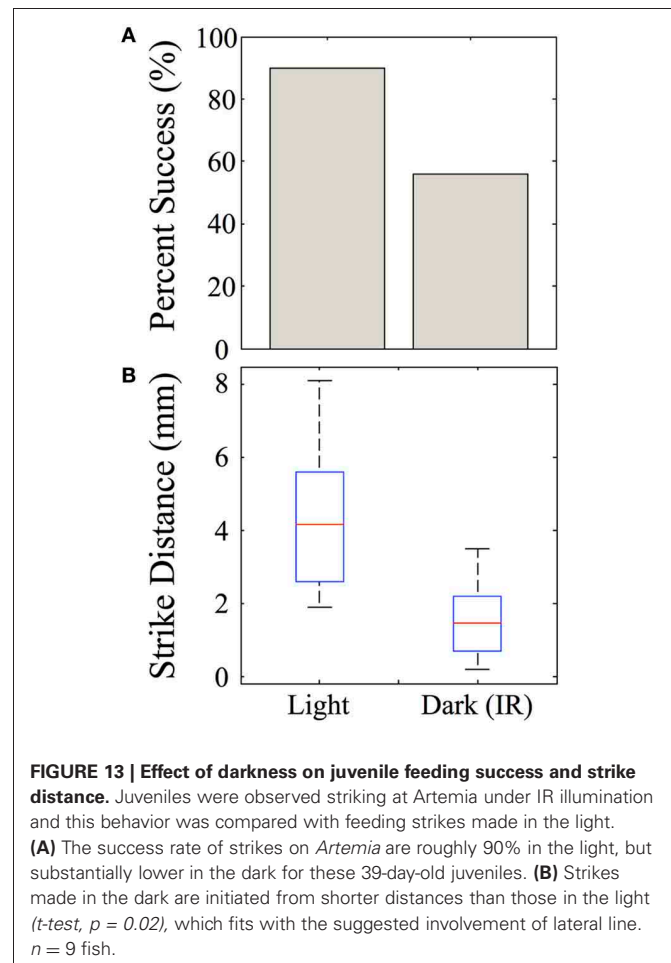 A
Percent Success (%)
100
80
60
40
20
0
B
Strike Distance (mm)
8
6
4
2
0
Light Dark (IR)
FIGURE 13 | Effect of darkness on juvenile feeding success and strike
distance. Juveniles were observed striking at Artemia under IR illumination
and this behavior was compared with feeding strikes made in the light.
(A) The success rate of strikes on Artemia are roughly 90% in the light, but
substantially lower in the dark for these 39-day-old juveniles. (B) Strikes
made in the dark are initiated from shorter distances than those in the light
(t-test, p = 0.02), which fits with the suggested involvement of lateral line.
n = 9 fish.